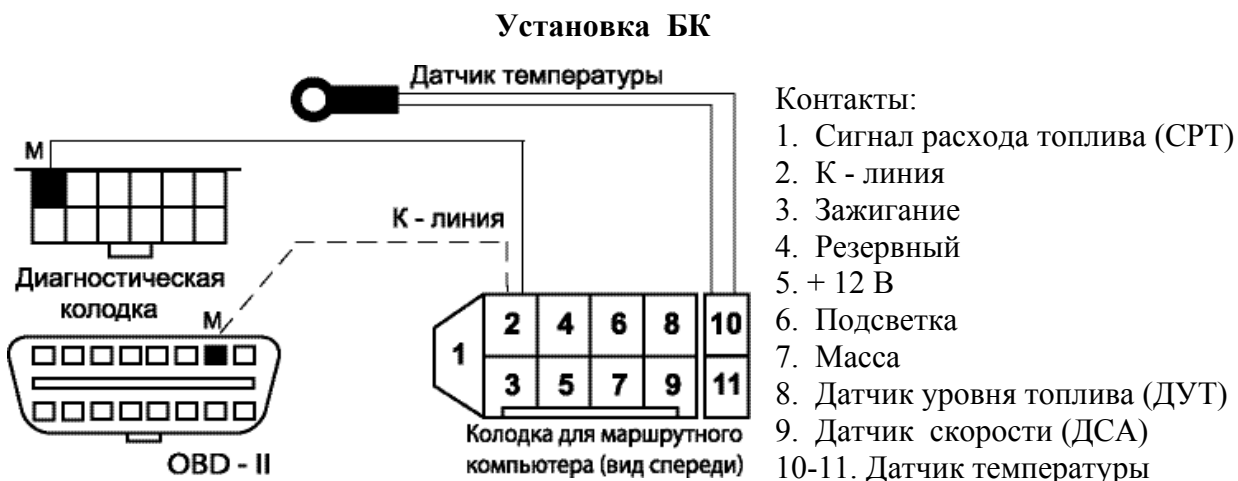 Установка БК
Датчик температуры
М
К - линия
Диагностическая
колодка
М
OBD - II
1
2 4 6 8 10
3 5 7 9 11
Колодка для маршрутного
компьютера (вид спереди)
Контакты:
1. Сигнал расхода топлива (СРТ)
2. К - линия
3. Зажигание
4. Резервный
5. + 12 В
6. Подсветка
7. Масса
8. Датчик уровня топлива (ДУТ)
9. Датчик скорости (ДСА)
10-11. Датчик температуры